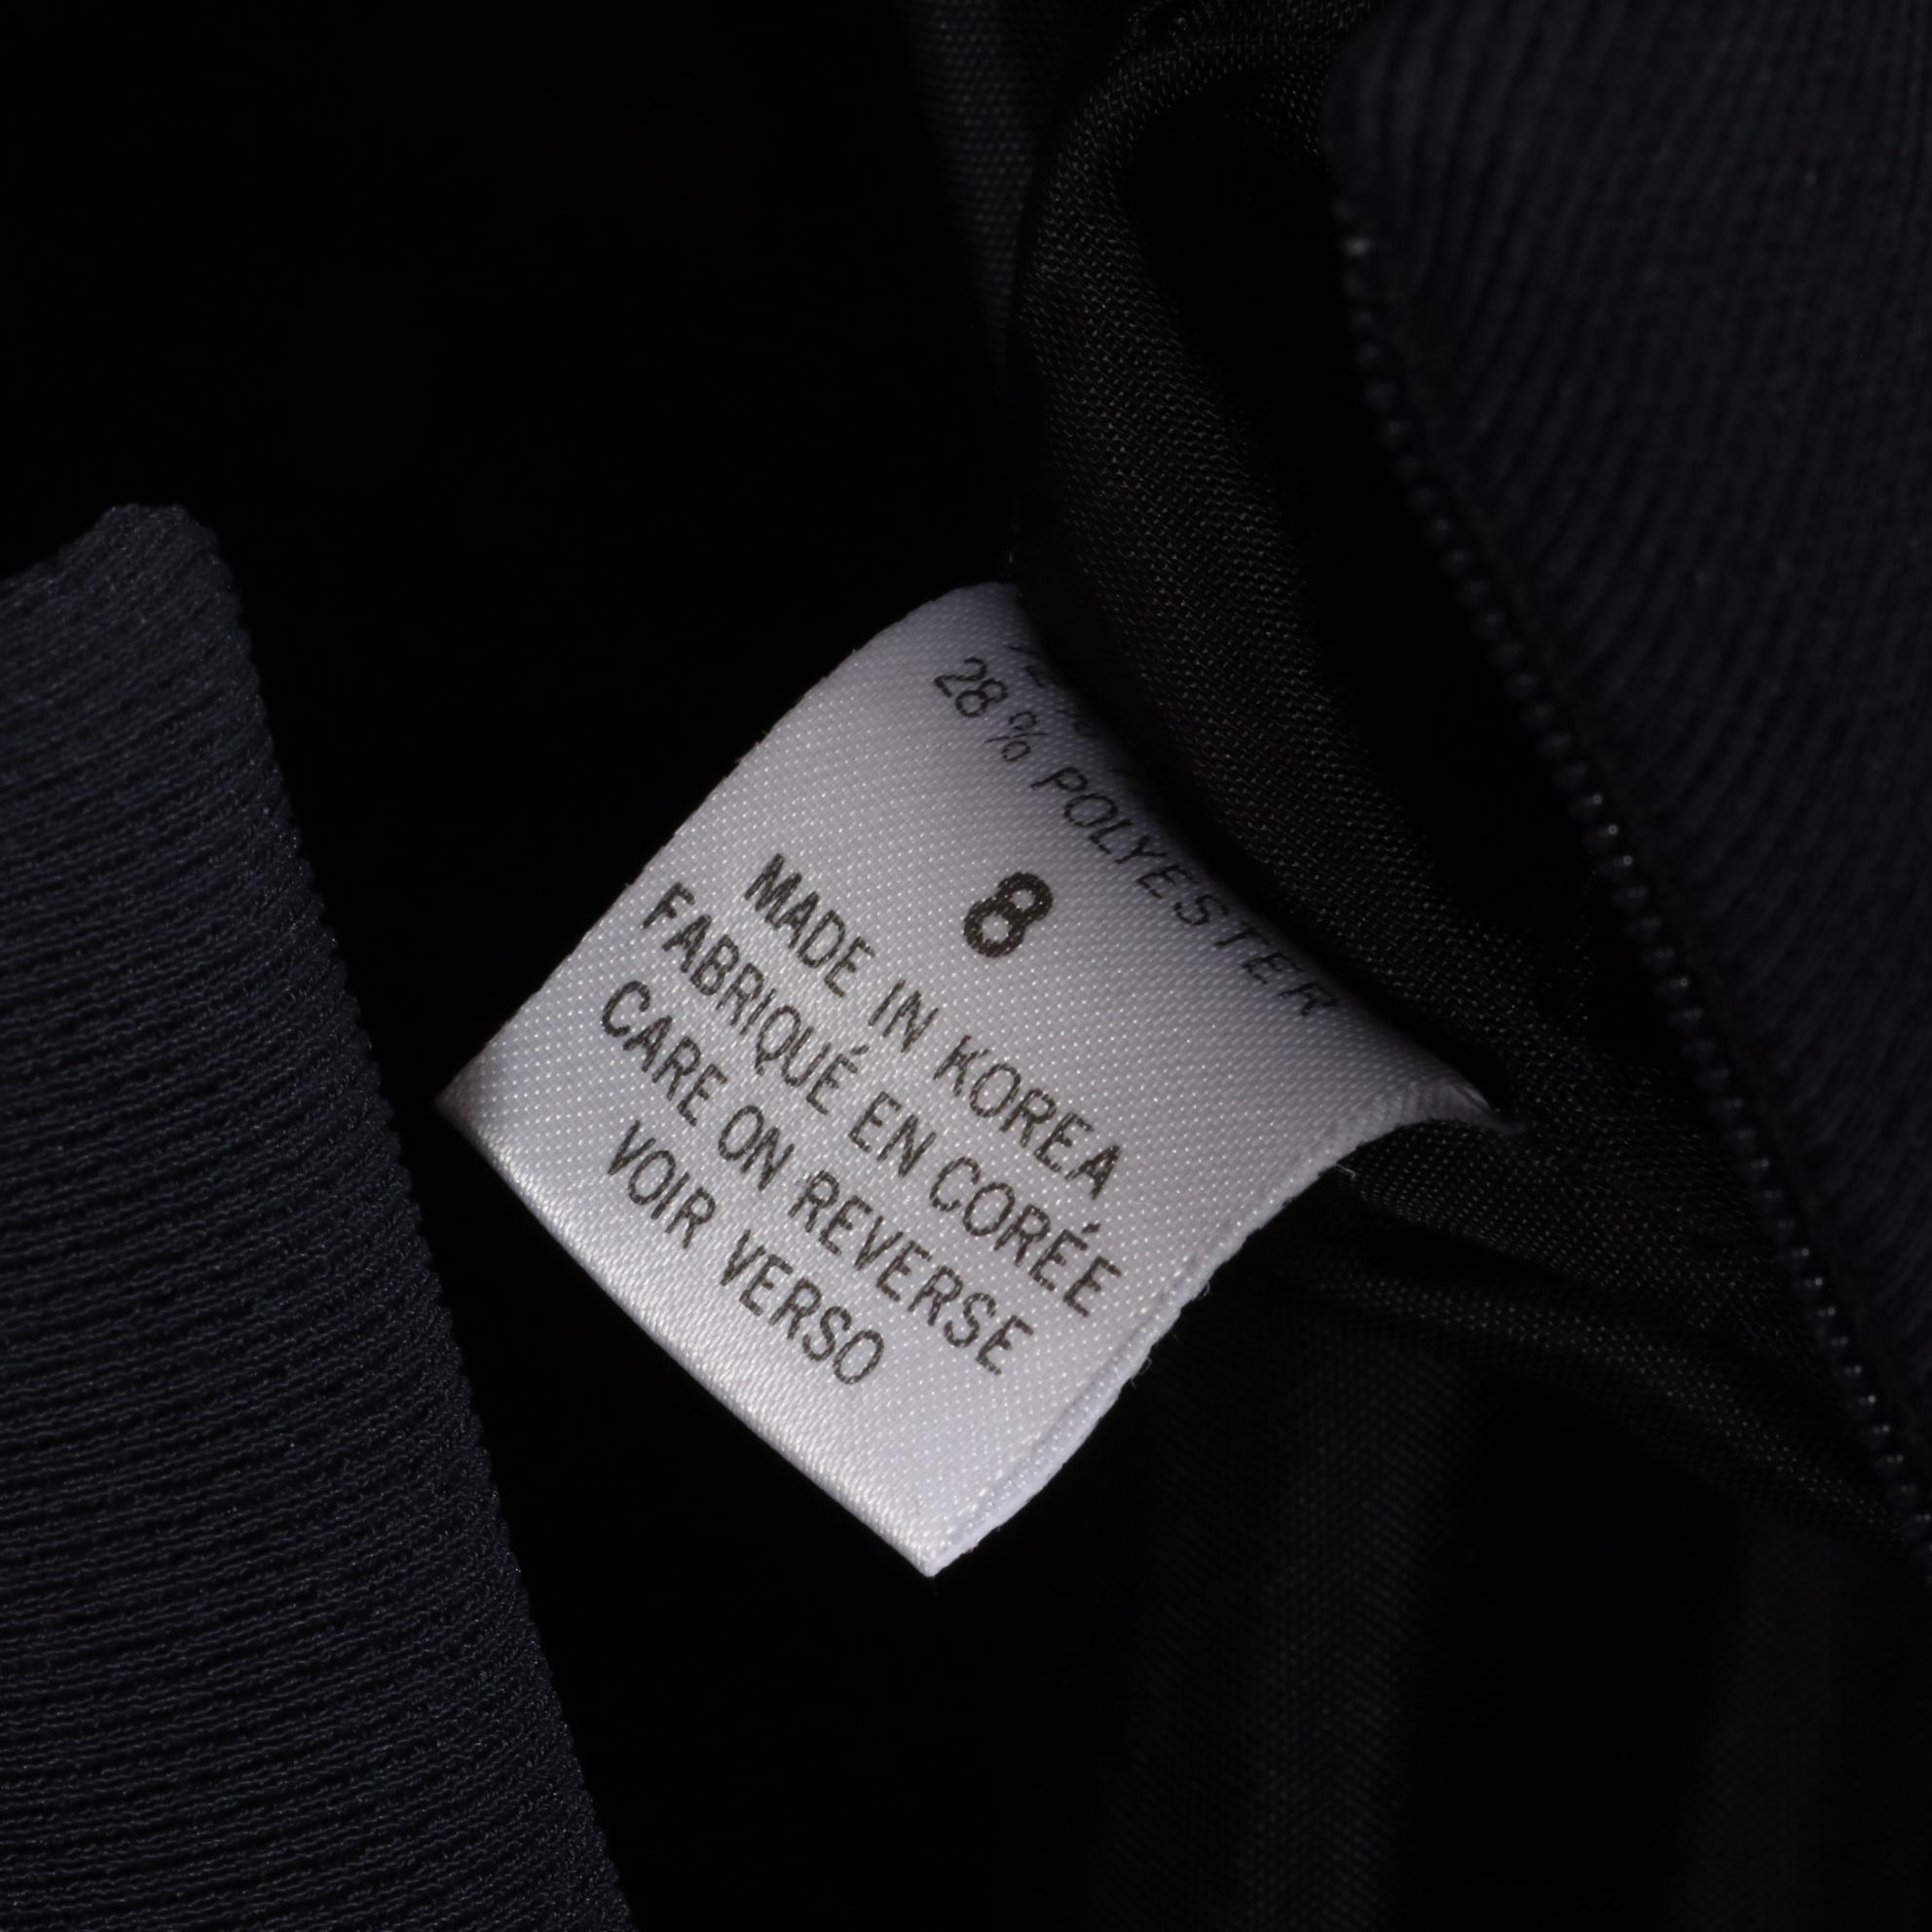 28% POLYESTER
8
MADE IN KOREA
FABRIQUÉ EN CORÉE
CARE ON REVERSE
VOIR VERSO